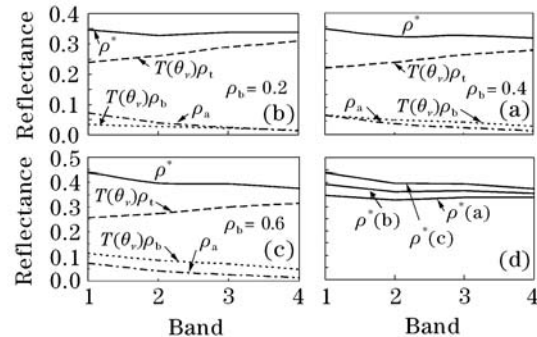 Reflectance
0.4
0.3
0.2
0.1
0.0
ρ*
T(θv)ρt
ρb = 0.2
ρa
T(θv)ρb
(b)
T(θv)ρt
ρb = 0.4
ρa
T(θv)ρb
(a)
Reflectance
0.5
0.4
0.3
0.2
0.1
0.0
ρ*
T(θv)ρt
ρb = 0.6
T(θv)ρb
ρa
(c)
ρ*(a)
ρ*(b)
ρ*(c)
(d)
1 2 3 4
1 2 3 4
Band
Band